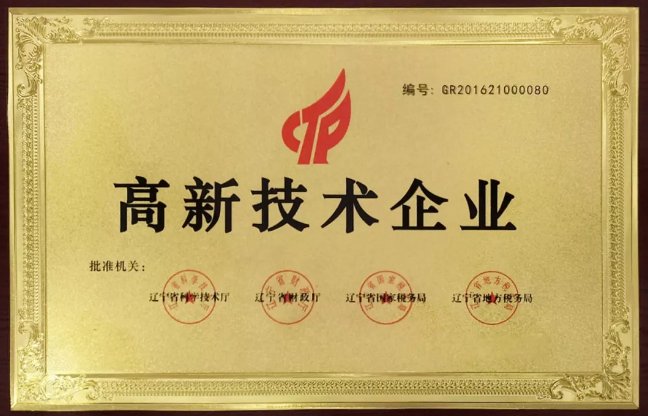 编号: GR201621000080
CTP
高新技术企业
批准机关:
辽宁省科学技术厅 辽宁省财政厅 辽宁省国家税务局 辽宁省地方税务局